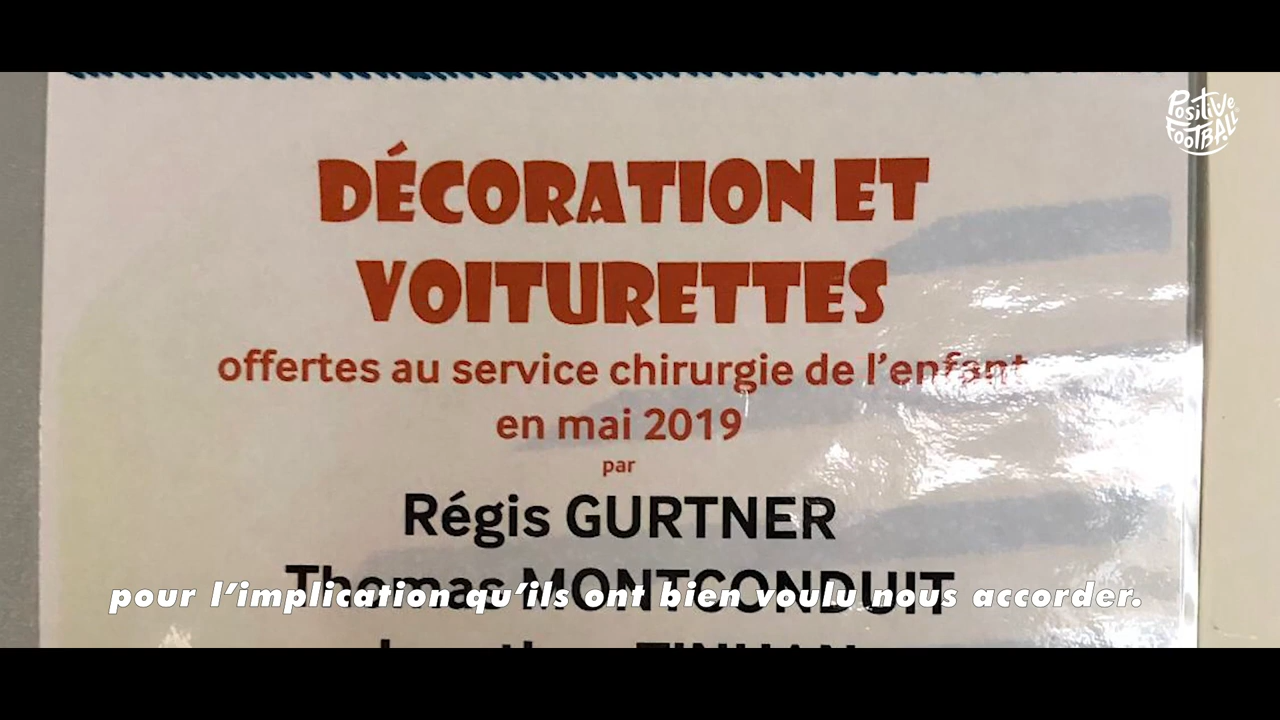 POSITIVE
FOOTBALL
DÉCORATION ET
VOITURETTES
offertes au service chirurgie de l'enfant
en mai 2019
par
Régis GURTNER
Thomas MONTCONDUIT
pour l'implication qu'ils ont bien voulu nous accorder.